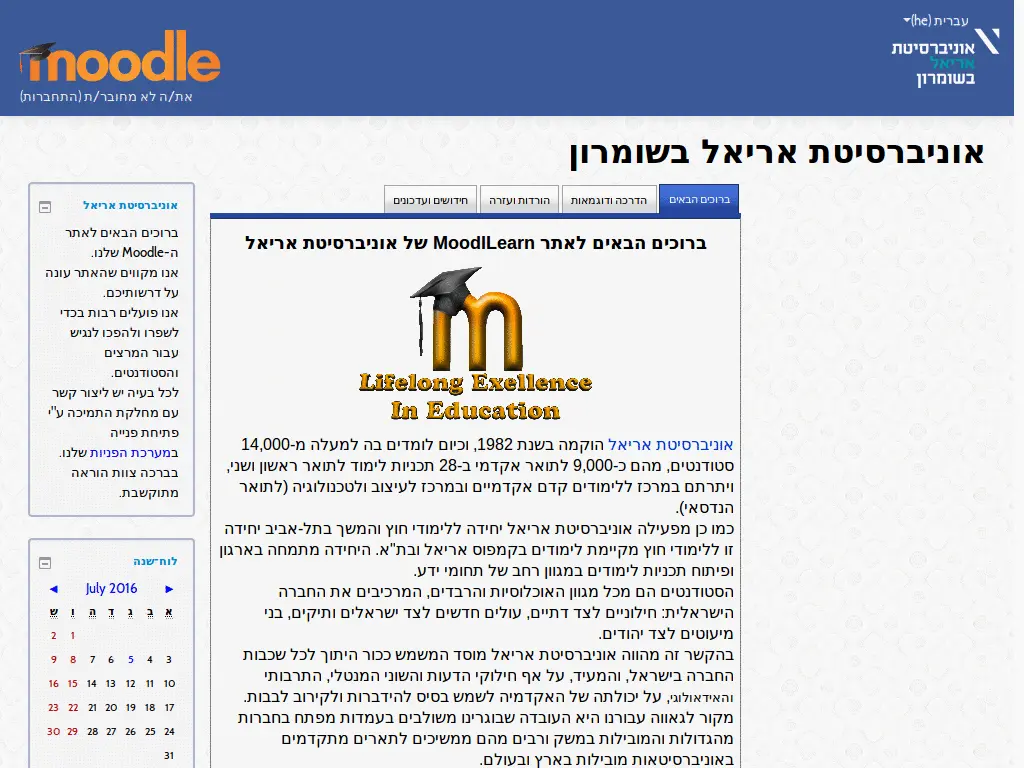 עברית (he)
אוניברסיטת
אריאל
בשומרון
moodle
את/ה לא מחובר/ת (התחברות)
אוניברסיטת אריאל בשומרון
ברוכים הבאים
הדרכה ודוגמאות
הורדות ועזרה
חידושים ועדכונים
ברוכים הבאים לאתר MoodlLearn של אוניברסיטת אריאל
m
Lifelong Exellence
In Education
אוניברסיטת אריאל הוקמה בשנת 1982, וכיום לומדים בה למעלה מ-14,000
סטודנטים, מהם כ-9,000 לתואר אקדמי ב-28 תכניות לימוד לתואר ראשון ושני,
ויתרתם במרכז ללימודים קדם אקדמיים ובמרכז לעיצוב ולטכנולוגיה (לתואר
הנדסאי).
כמו כן מפעילה אוניברסיטת אריאל יחידה ללימודי חוץ והמשך בתל-אביב יחידה
זו ללימודי חוץ מקיימת לימודים בקמפוס אריאל ובת"א. היחידה מתמחה בארגון
ופיתוח תכניות לימודים במגוון רחב של תחומי ידע.
הסטודנטים הם מכל מגוון האוכלוסיות והרבדים, המרכיבים את החברה
הישראלית: חילוניים לצד דתיים, עולים חדשים לצד ישראלים ותיקים, בני
מיעוטים לצד יהודים.
בהקשר זה מהווה אוניברסיטת אריאל מוסד המשמש ככור היתוך לכל שכבות
החברה בישראל, והמעיד, על אף חילוקי הדעות והשוני המנטלי, התרבותי
והאידאולוגי, על יכולתה של האקדמיה לשמש בסיס להידברות ולקירוב לבבות.
מקור לגאווה עבורנו היא העובדה שבוגרינו משולבים בעמדות מפתח בחברות
מהגדולות והמובילות במשק ורבים מהם ממשיכים לתארים מתקדמים
באוניברסיטאות מובילות בארץ ובעולם.
אוניברסיטת אריאל
ברוכים הבאים לאתר
ה-Moodle שלנו.
אנו מקווים שהאתר עונה
על דרשותיכם.
אנו פועלים רבות בכדי
לשפרו ולהפכו לנגיש
עבור המרצים
והסטודנטים.
לכל בעיה יש ליצור קשר
עם מחלקת התמיכה ע"י
פתיחת פנייה
במערכת הפניות שלנו.
בברכה צוות הוראה
מתוקשבת.
לוח־שנה
► July 2016 ◄
א ב ג ד ה ו ש
1 2
3 4 5 6 7 8 9
10 11 12 13 14 15 16
17 18 19 20 21 22 23
24 25 26 27 28 29 30
31